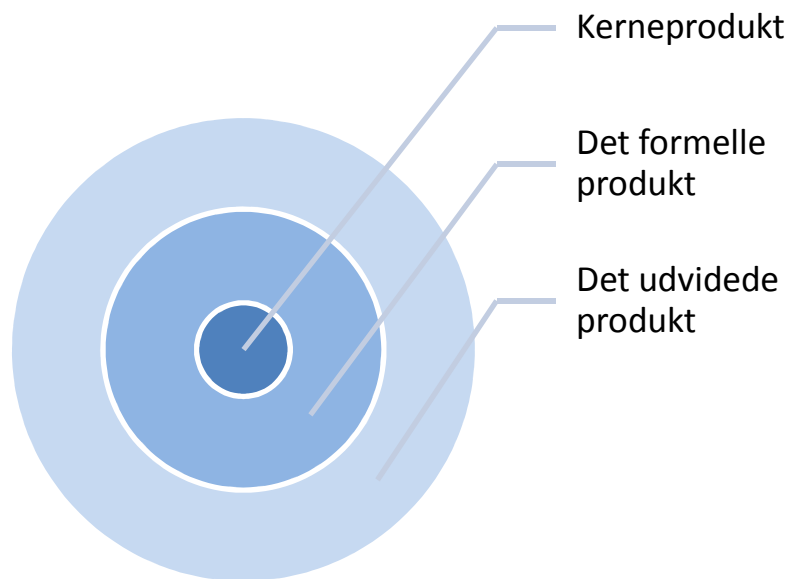 Kerneprodukt
Det formelle
produkt
Det udvidede
produkt